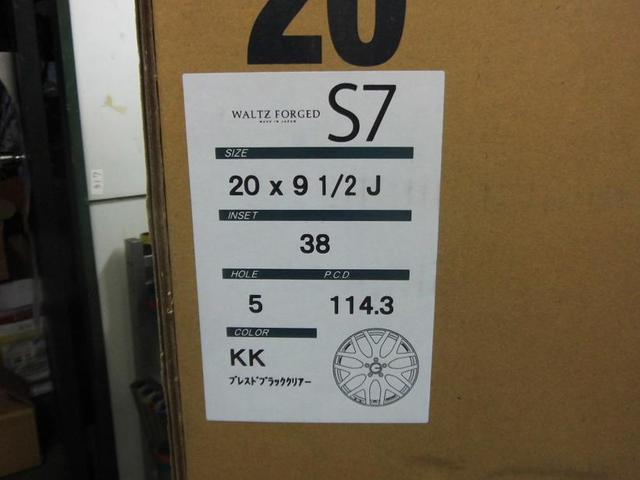 20
WALTZ FORGED S7
MADE IN JAPAN
SIZE
20 x 9 1/2 J
INSET
38
HOLE P.C.D.
5 114.3
COLOR
KK
ブレスドブラッククリアー